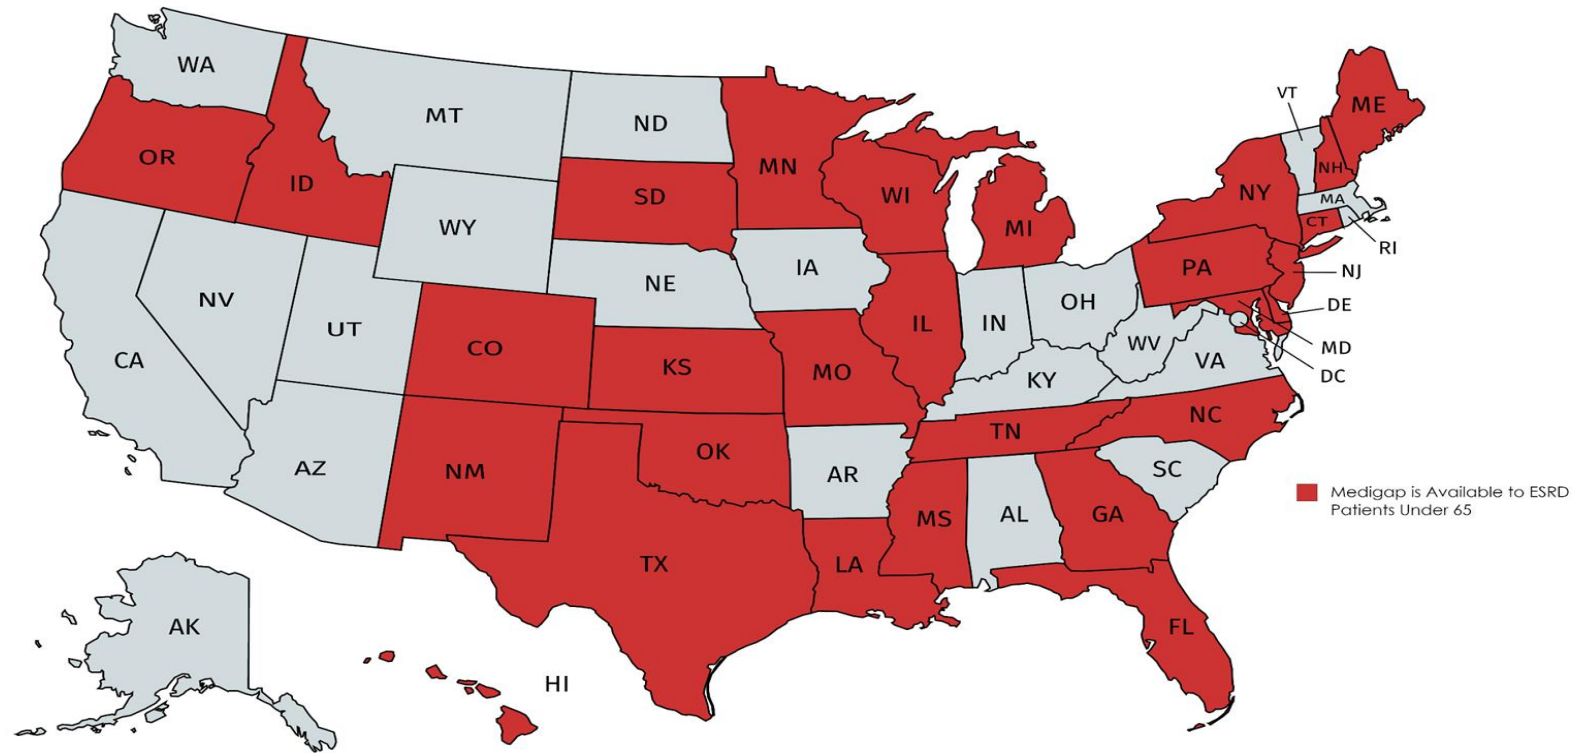 WA
MT
ND
MN
VT
ME
OR
ID
SD
WI
MI
NY
NH
MA
CT
RI
WY
NE
IA
PA
NJ
NV
UT
CO
KS
MO
IL
IN
OH
WV
VA
DE
MD
DC
CA
KY
AZ
NM
OK
AR
TN
NC
SC
MS
AL
GA
TX
LA
FL
AK
HI
Medigap is Available to ESRD
Patients Under 65